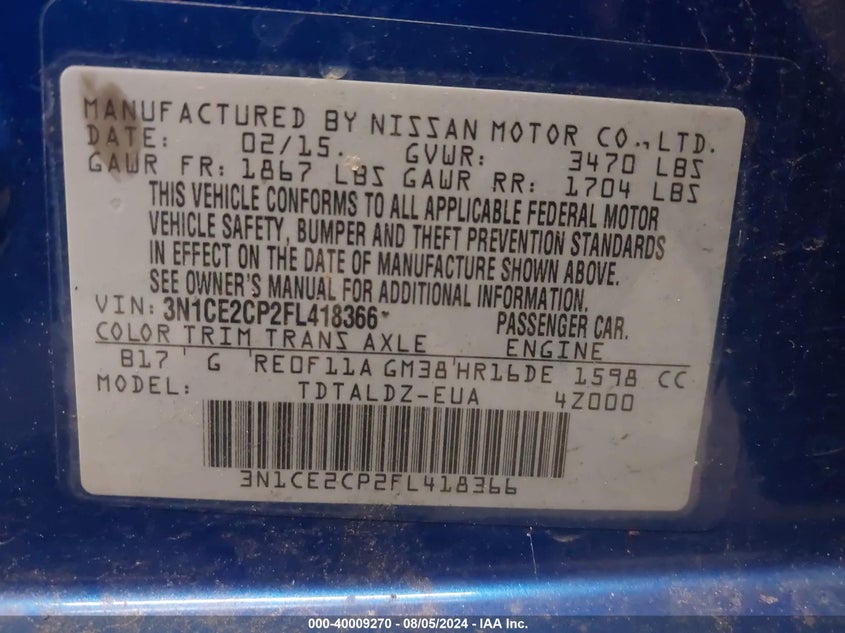 MANUFACTURED BY NISSAN MOTOR CO., LTD.
DATE: 02/15. GVWR: 3470 LBS
GAWR FR: 1867 LBS GAWR RR: 1704 LBS
THIS VEHICLE CONFORMS TO ALL APPLICABLE FEDERAL MOTOR
VEHICLE SAFETY, BUMPER AND THEFT PREVENTION STANDARDS
IN EFFECT ON THE DATE OF MANUFACTURE SHOWN ABOVE.
SEE OWNER'S MANUAL FOR ADDITIONAL INFORMATION.
VIN: 3N1CE2CP2FL418366* PASSENGER CAR.
COLOR TRIM TRANS AXLE ENGINE
B17 G RE0F11A GM38 HR16DE 1598 CC
MODEL: TDTALDZ-EUA 4Z000
3N1CE2CP2FL418366
000-40009270 - 08/05/2024 - IAA Inc.